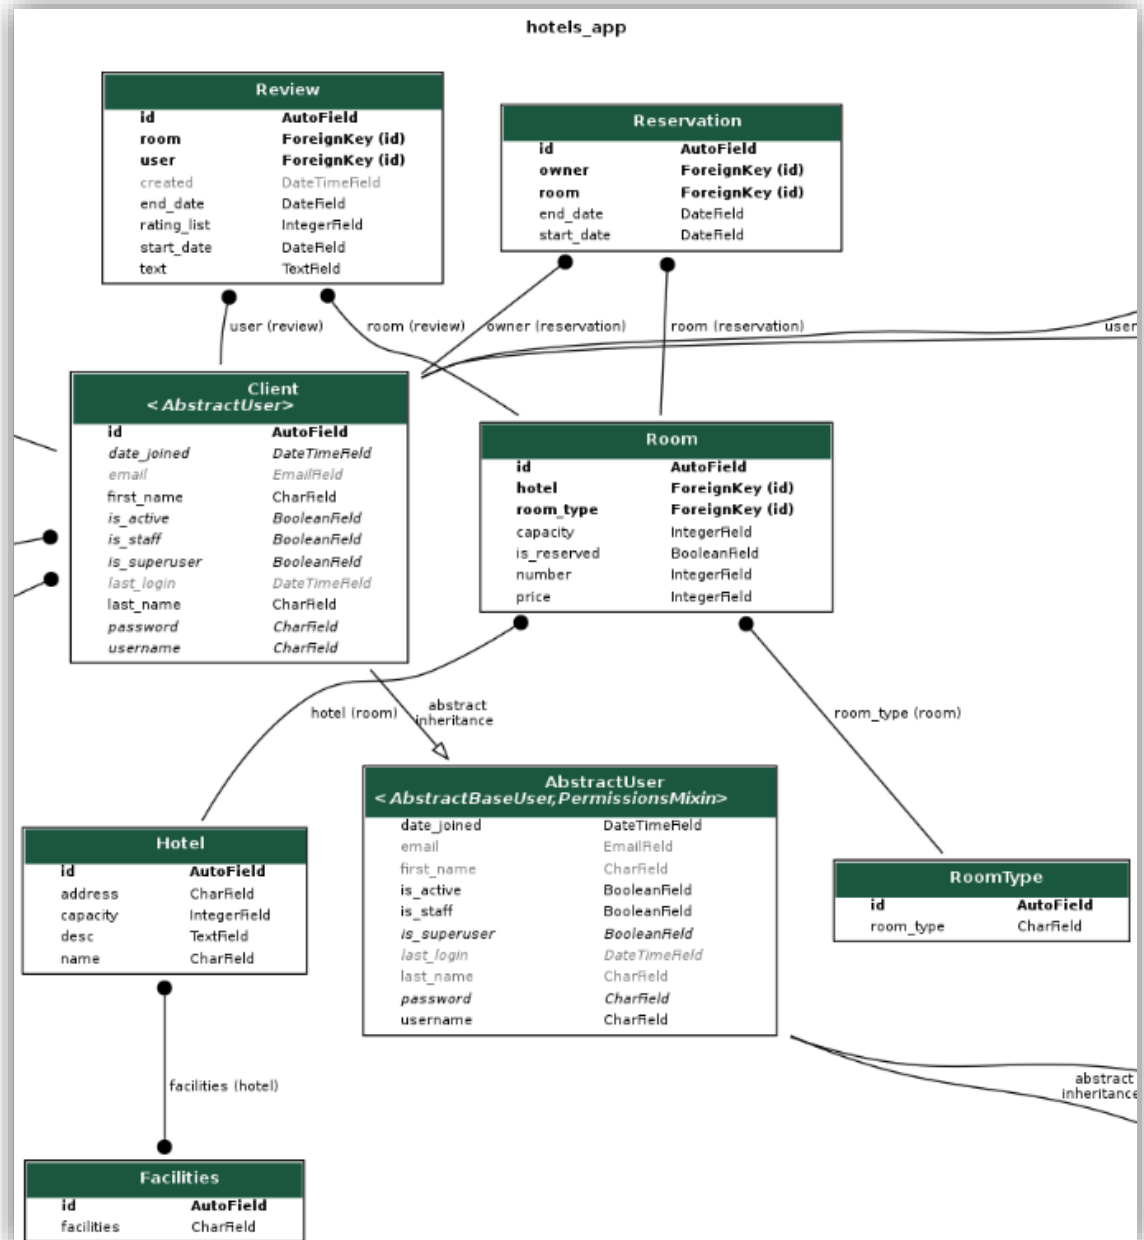 hotels_app
Review
id AutoField
room ForeignKey (id)
user ForeignKey (id)
created DateTimeField
end_date DateField
rating_list IntegerField
start_date DateField
text TextField
Reservation
id AutoField
owner ForeignKey (id)
room ForeignKey (id)
end_date DateField
start_date DateField
user (review)
room (review)
owner (reservation)
room (reservation)
user
Client
<AbstractUser>
id AutoField
date_joined DateTimeField
email EmailField
first_name CharField
is_active BooleanField
is_staff BooleanField
is_superuser BooleanField
last_login DateTimeField
last_name CharField
password CharField
username CharField
Room
id AutoField
hotel ForeignKey (id)
room_type ForeignKey (id)
capacity IntegerField
is_reserved BooleanField
number IntegerField
price IntegerField
hotel (room)
abstract
inheritance
room_type (room)
AbstractUser
<AbstractBaseUser,PermissionsMixin>
date_joined DateTimeField
email EmailField
first_name CharField
is_active BooleanField
is_staff BooleanField
is_superuser BooleanField
last_login DateTimeField
last_name CharField
password CharField
username CharField
Hotel
id AutoField
address CharField
capacity IntegerField
desc TextField
name CharField
RoomType
id AutoField
room_type CharField
facilities (hotel)
abstract
inheritance
Facilities
id AutoField
facilities CharField